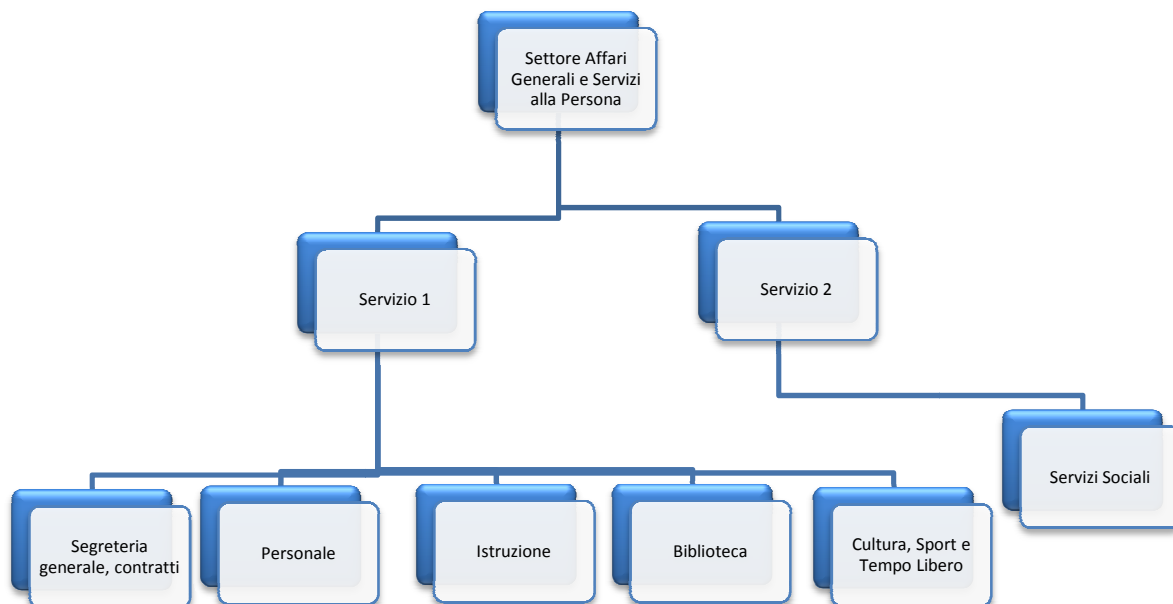 Settore Affari
Generali e Servizi
alla Persona
Servizio 1
Servizio 2
Servizi Sociali
Segreteria
generale, contratti
Personale
Istruzione
Biblioteca
Cultura, Sport e
Tempo Libero